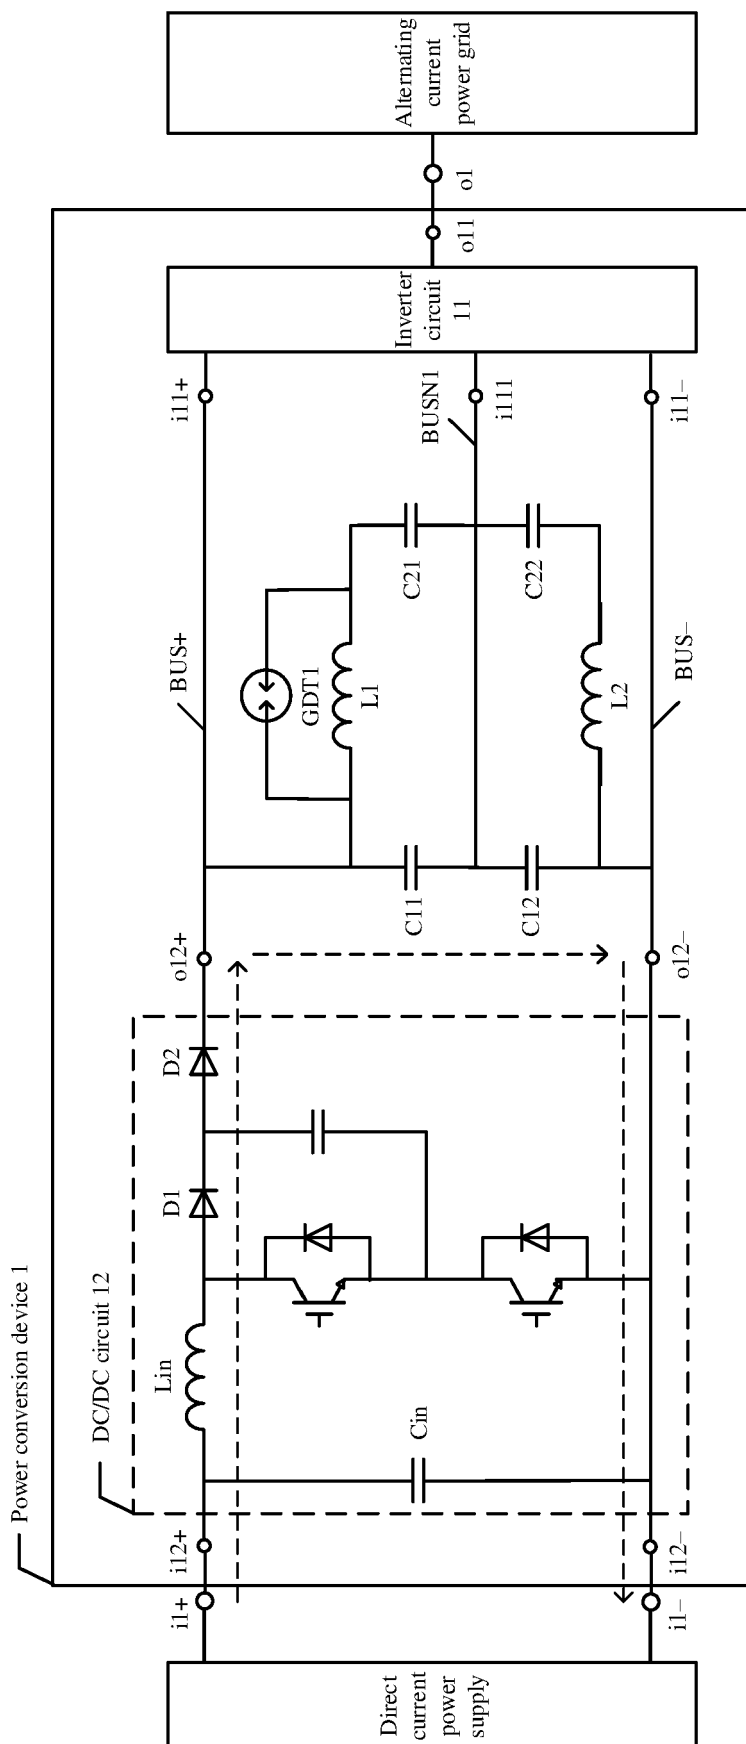 Power conversion device 1
DC/DC circuit 12
Direct
current
power
supply
i1+
i12+
i1–
i12–
Lin
Cin
D1
D2
o12+
o12–
BUS+
GDT1
L1
C11
C21
C12
C22
L2
BUS–
BUSN1
i11+
i111
i11–
Inverter
circuit
11
o11
o1
Alternating
current
power grid